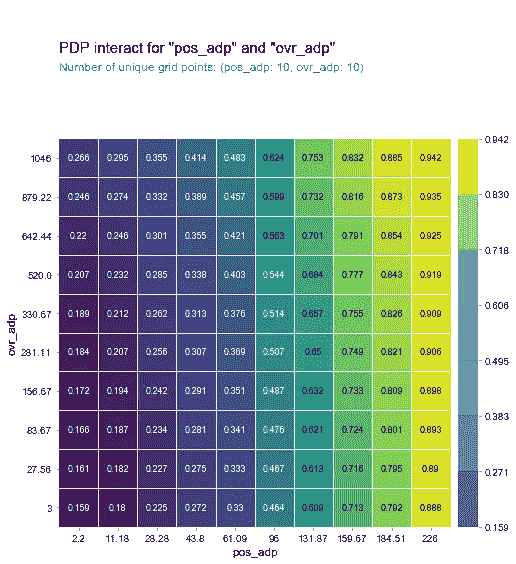 PDP interact for "pos_adp" and "ovr_adp"
Number of unique grid points: (pos_adp: 10, ovr_adp: 10)
1046 0.266 0.295 0.355 0.414 0.483 0.624 0.753 0.832 0.885 0.942
879.22 0.246 0.274 0.332 0.389 0.457 0.599 0.732 0.816 0.873 0.935
642.44 0.22 0.246 0.301 0.355 0.421 0.563 0.701 0.791 0.854 0.925
520.0 0.207 0.232 0.285 0.338 0.403 0.544 0.684 0.777 0.843 0.919
330.67 0.189 0.212 0.262 0.313 0.376 0.514 0.657 0.755 0.826 0.909
281.11 0.184 0.207 0.256 0.307 0.369 0.507 0.65 0.749 0.821 0.906
156.67 0.172 0.194 0.242 0.291 0.351 0.487 0.632 0.733 0.809 0.898
83.67 0.166 0.187 0.234 0.281 0.341 0.476 0.621 0.724 0.801 0.893
27.56 0.161 0.182 0.227 0.275 0.333 0.467 0.613 0.716 0.795 0.89
3 0.159 0.18 0.225 0.272 0.33 0.464 0.609 0.713 0.792 0.888
2.2 11.18 28.28 43.8 61.09 96 131.87 159.67 184.51 226
pos_adp
ovr_adp
0.942
0.830
0.718
0.606
0.495
0.383
0.271
0.159